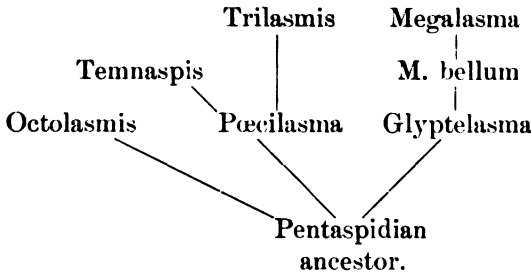 Trilasmis Megalasma
Temnaspis M. bellum
Octolasmis Pœcilasma Glyptelasma
Pentaspidian
ancestor.